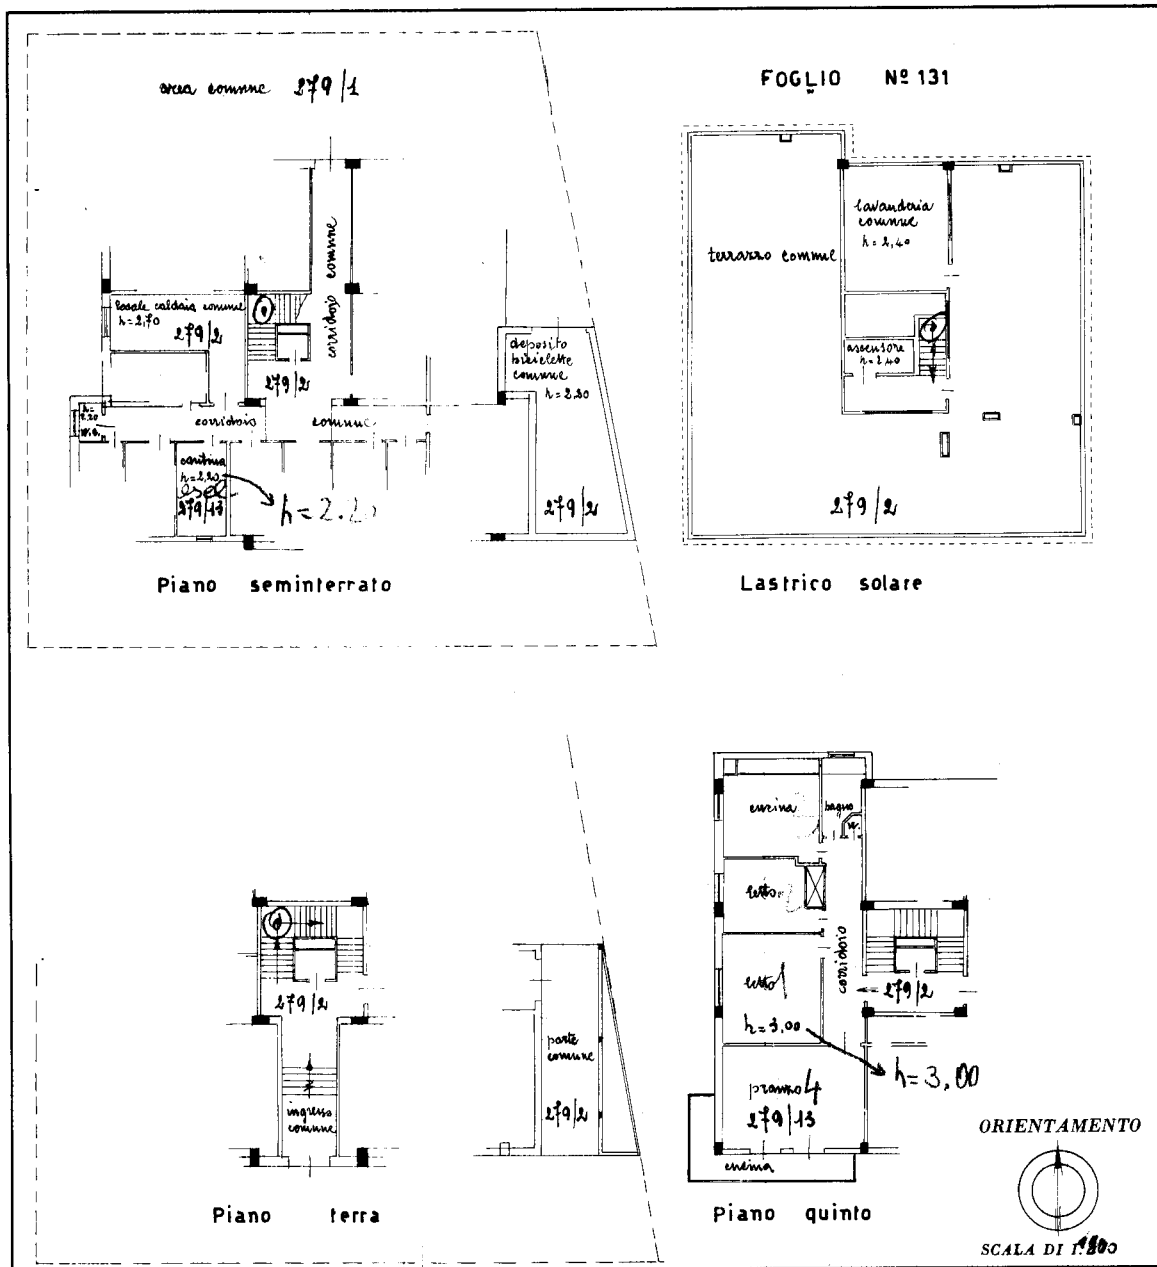 area comune 279/1
FOGLIO Nº 131
corridoio comune
lavanderia
comune
h = 2,40
terrazzo comune
locale caldaia comune
h = 2,70
279/2
279/2
deposito
biciclette
comune
h = 2,20
ascensore
h = 2,40
h =
2,20
w.c.
corridoio comune
cantina
h = 2,20
279/13
h = 2.20
279/2
279/2
Piano seminterrato
Lastrico solare
cucina
bagno
w.
letto
corridoio
letto
279/2
279/2
h = 3,00
parte
comune
279/2
h = 3,00
pranzo 4
279/13
ingresso
comune
ORIENTAMENTO
Piano terra
Piano quinto
SCALA DI 1: